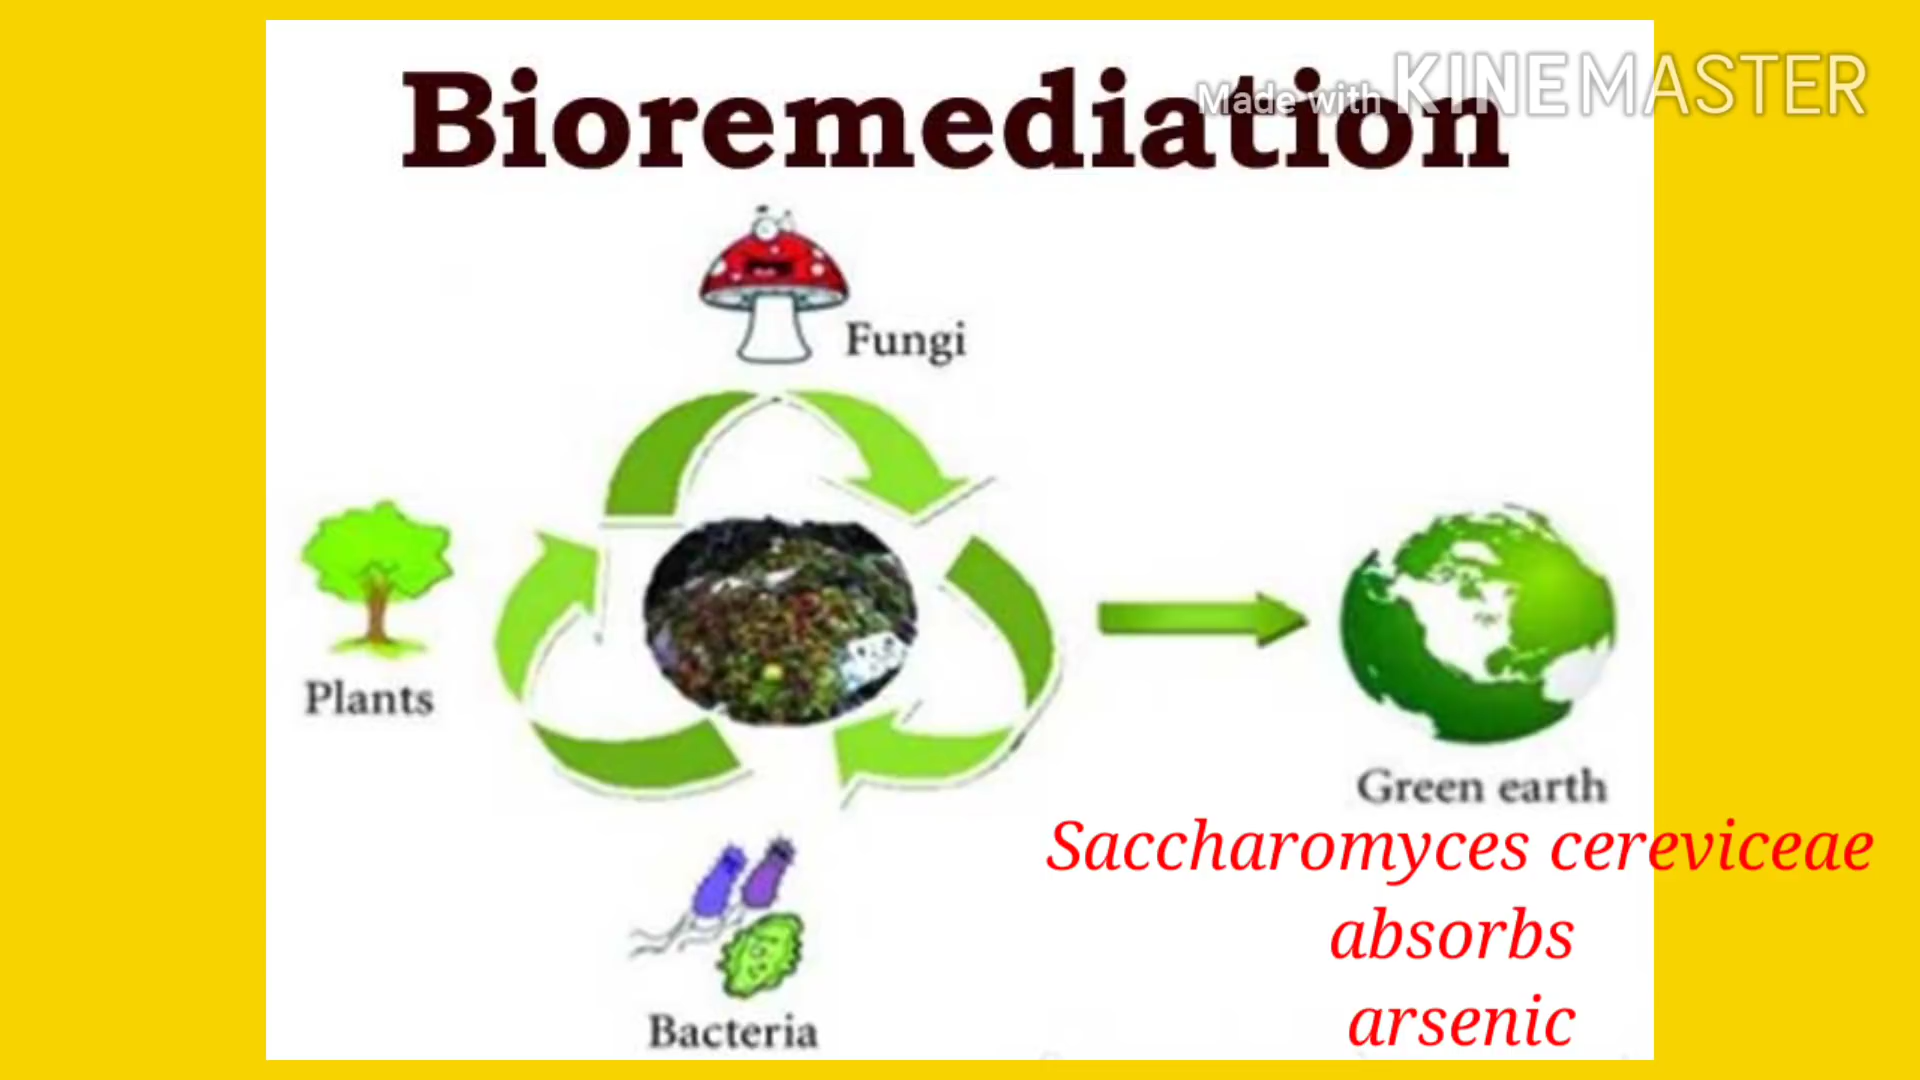 Bioremediation
Made with KINEMASTER
Fungi
Plants
Green earth
Saccharomyces cereviceae
absorbs
arsenic
Bacteria